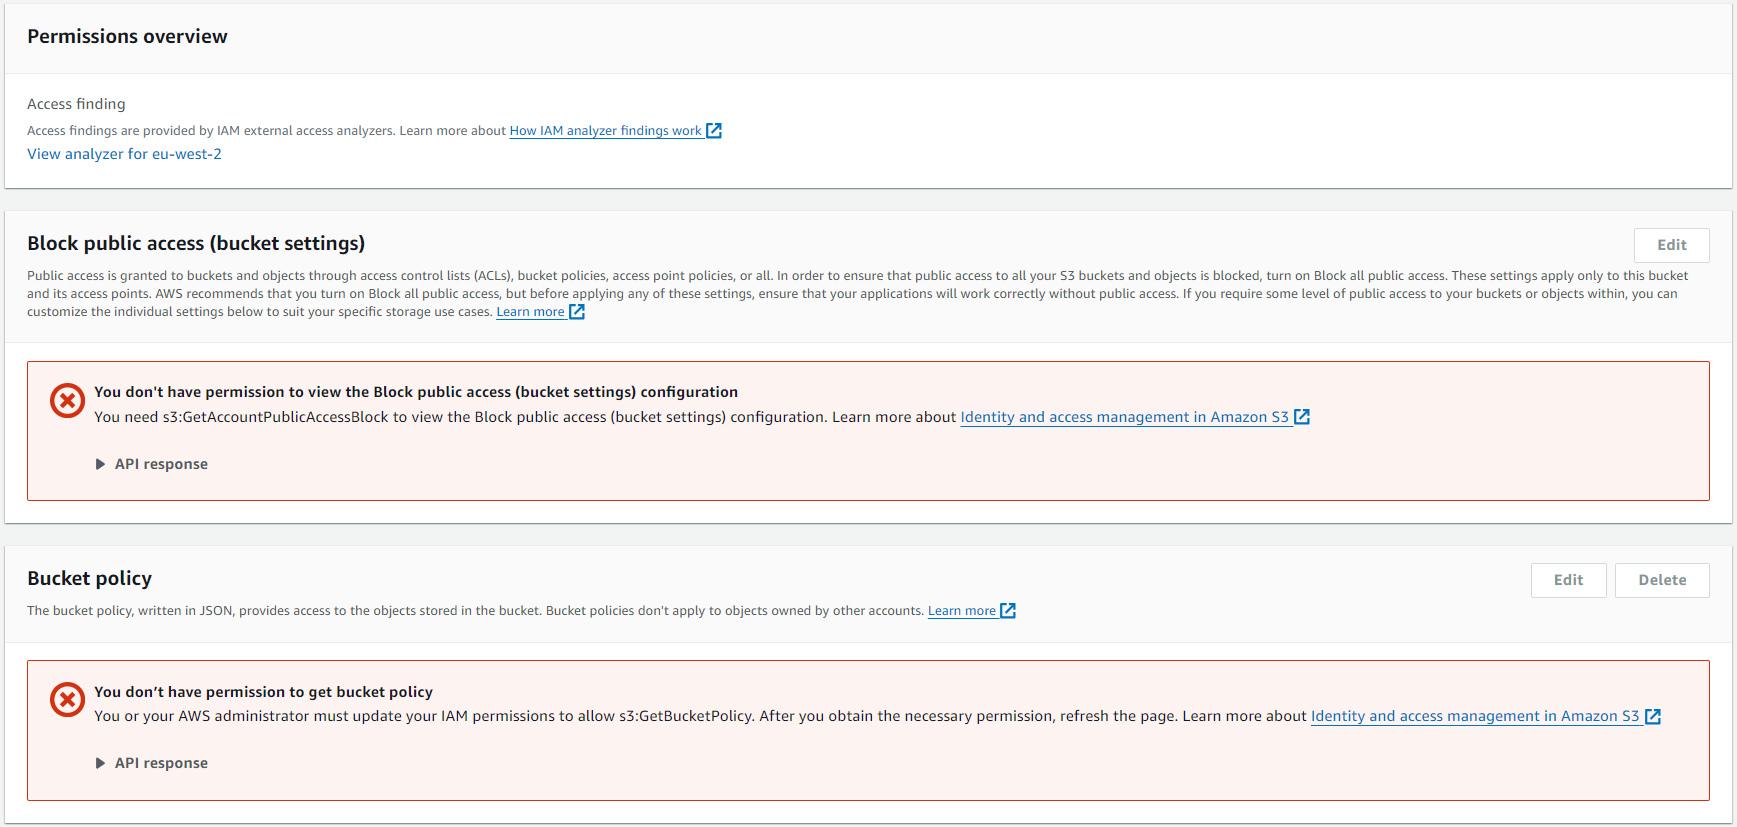 Permissions overview
Access finding
Access findings are provided by IAM external access analyzers. Learn more about How IAM analyzer findings work
View analyzer for eu-west-2
Block public access (bucket settings)
Edit
Public access is granted to buckets and objects through access control lists (ACLs), bucket policies, access point policies, or all. In order to ensure that public access to all your S3 buckets and objects is blocked, turn on Block all public access. These settings apply only to this bucket
and its access points. AWS recommends that you turn on Block all public access, but before applying any of these settings, ensure that your applications will work correctly without public access. If you require some level of public access to your buckets or objects within, you can
customize the individual settings below to suit your specific storage use cases. Learn more
You don't have permission to view the Block public access (bucket settings) configuration
You need s3:GetAccountPublicAccessBlock to view the Block public access (bucket settings) configuration. Learn more about Identity and access management in Amazon S3
API response
Bucket policy
Edit
Delete
The bucket policy, written in JSON, provides access to the objects stored in the bucket. Bucket policies don't apply to objects owned by other accounts. Learn more
You don’t have permission to get bucket policy
You or your AWS administrator must update your IAM permissions to allow s3:GetBucketPolicy. After you obtain the necessary permission, refresh the page. Learn more about Identity and access management in Amazon S3
API response